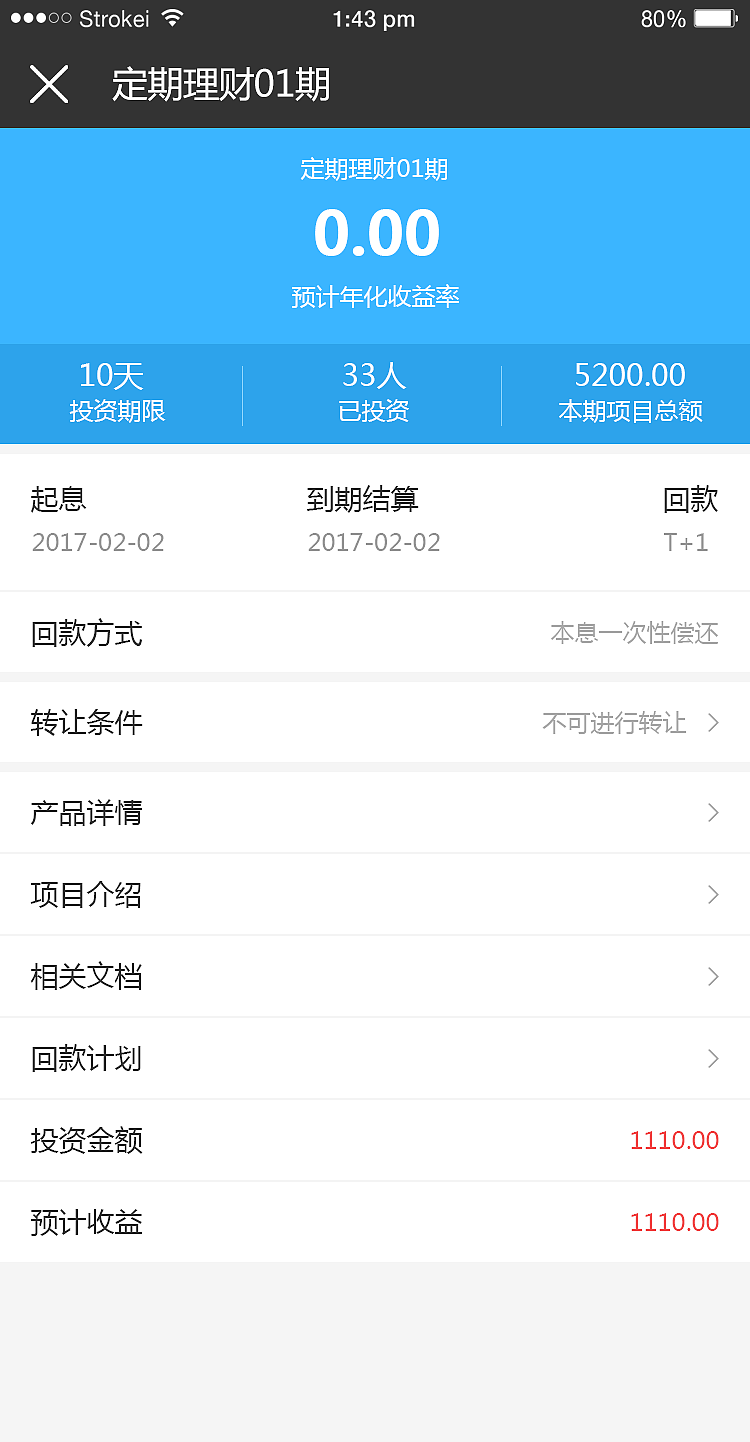 Strokei 1:43 pm 80%
定期理财01期
定期理财01期
0.00
预计年化收益率
10天 33人 5200.00
投资期限 已投资 本期项目总额
起息 到期结算 回款
2017-02-02 2017-02-02 T+1
回款方式 本息一次性偿还
转让条件 不可进行转让
产品详情
项目介绍
相关文档
回款计划
投资金额 1110.00
预计收益 1110.00